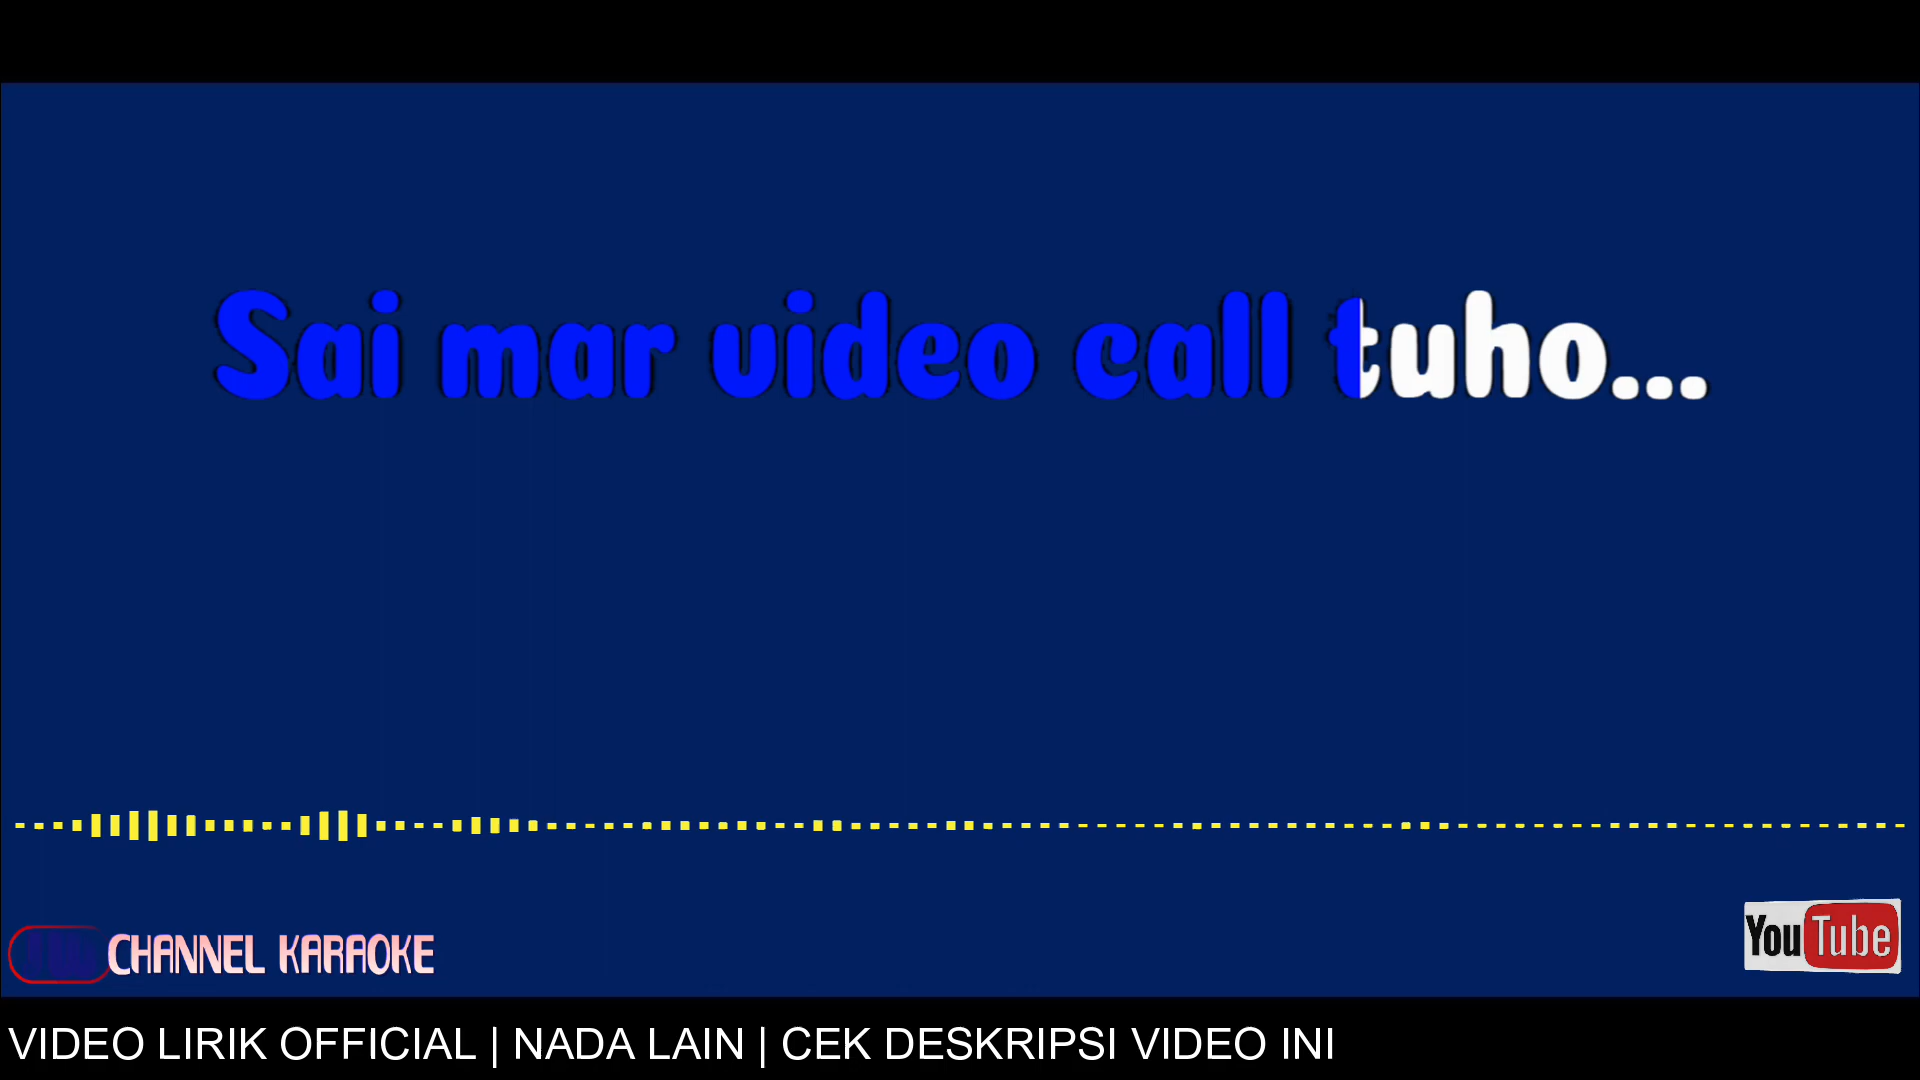 Sai mar video call tuho...
CHANNEL KARAOKE
YouTube
VIDEO LIRIK OFFICIAL | NADA LAIN | CEK DESKRIPSI VIDEO INI